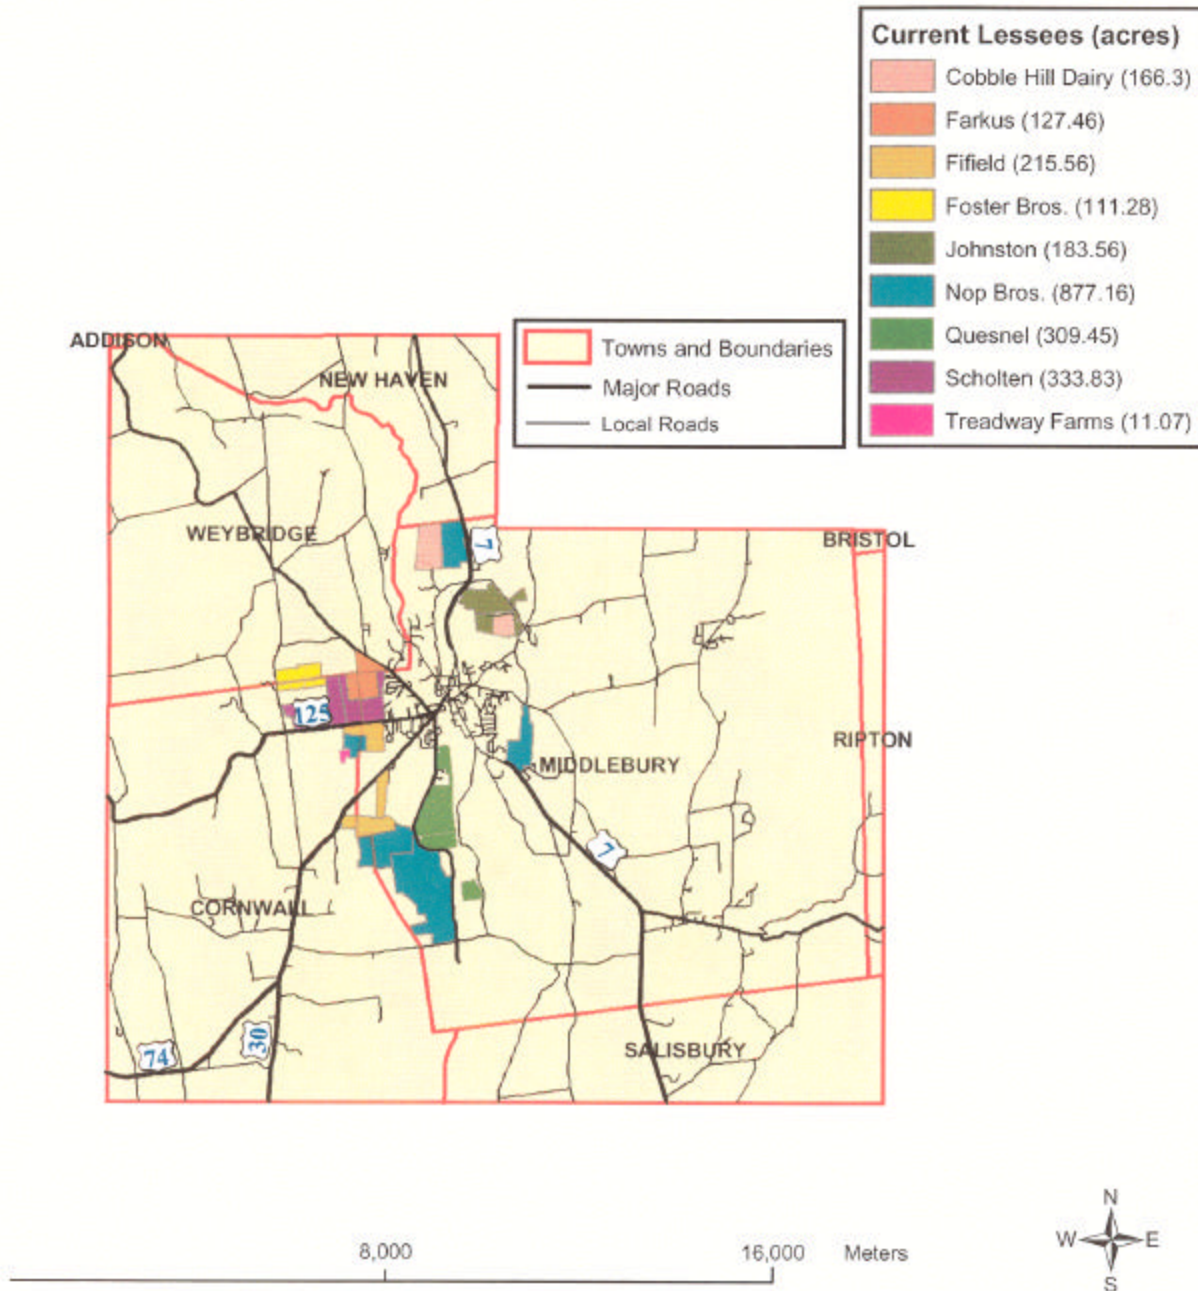 Current Lessees (acres)
Cobble Hill Dairy (166.3)
Farkus (127.46)
Fifield (215.56)
Foster Bros. (111.28)
Johnston (183.56)
Nop Bros. (877.16)
Quesnel (309.45)
Scholten (333.83)
Treadway Farms (11.07)
Towns and Boundaries
Major Roads
Local Roads
ADDISON
NEW HAVEN
WEYBRIDGE
7
BRISTOL
125
RIPTON
MIDDLEBURY
7
CORNWALL
30
74
SALISBURY
8,000
16,000 Meters
N
W E
S